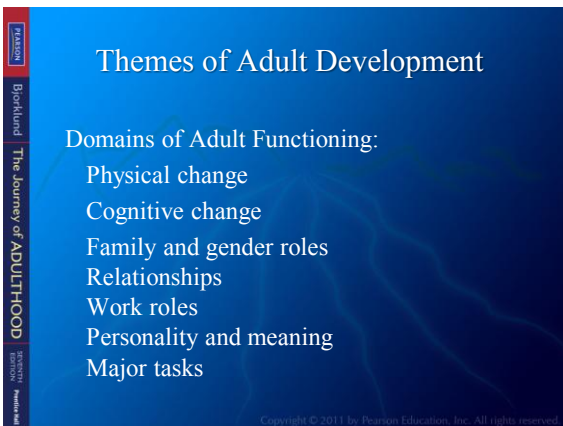 Themes of Adult Development
Domains of Adult Functioning:
Physical change
Cognitive change
Family and gender roles
Relationships
Work roles
Personality and meaning
Major tasks
PEARSON
Bjorklund
The Journey of ADULTHOOD
SEVENTH
EDITION
Prentice Hall
Copyright © 2011 by Pearson Education, Inc. All rights reserved.